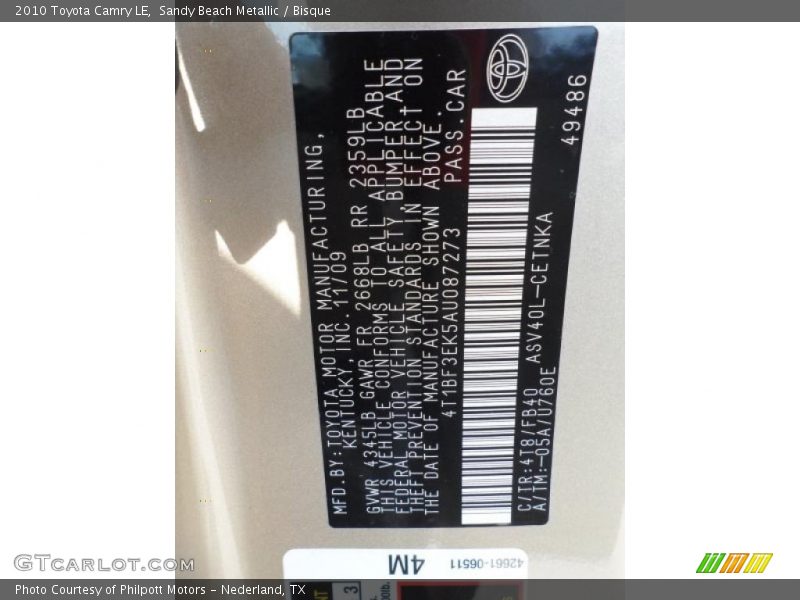 2010 Toyota Camry LE, Sandy Beach Metallic / Bisque
MFD.BY:TOYOTA MOTOR MANUFACTURING,
KENTUCKY, INC. 11/09
GVWR 4345LB GAWR FR 2668LB RR 2359LB
THIS VEHICLE CONFORMS TO ALL APPLICABLE
FEDERAL MOTOR VEHICLE SAFETY, BUMPER AND
THEFT PREVENTION STANDARDS IN EFFECT ON
THE DATE OF MANUFACTURE SHOWN ABOVE.
4T1BF3EK5AU087273 PASS.CAR
C/TR:4T8/FB40 ASV40L-CETNKA
A/TM:-05A/U760E 49486
4M 42661-06511
3
GTCarLot.com
Photo Courtesy of Philpott Motors - Nederland, TX